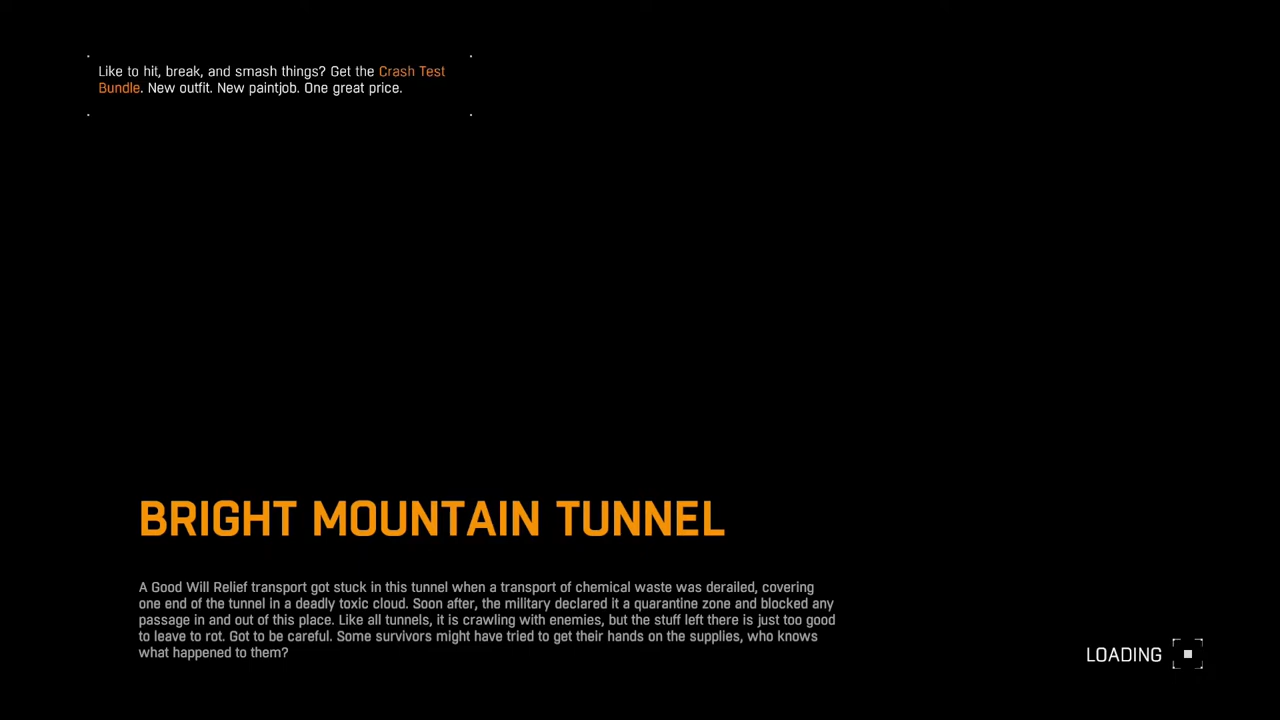 Like to hit, break, and smash things? Get the Crash Test
Bundle. New outfit. New paintjob. One great price.
BRIGHT MOUNTAIN TUNNEL
A Good Will Relief transport got stuck in this tunnel when a transport of chemical waste was derailed, covering
one end of the tunnel in a deadly toxic cloud. Soon after, the military declared it a quarantine zone and blocked any
passage in and out of this place. Like all tunnels, it is crawling with enemies, but the stuff left there is just too good
to leave to rot. Got to be careful. Some survivors might have tried to get their hands on the supplies, who knows
what happened to them?
LOADING